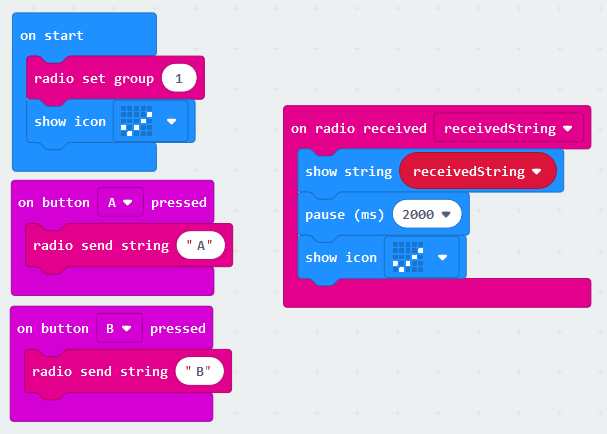 on start
radio set group 1
show icon
on button A pressed
radio send string "A"
on button B pressed
radio send string "B"
on radio received receivedString
show string receivedString
pause (ms) 2000
show icon